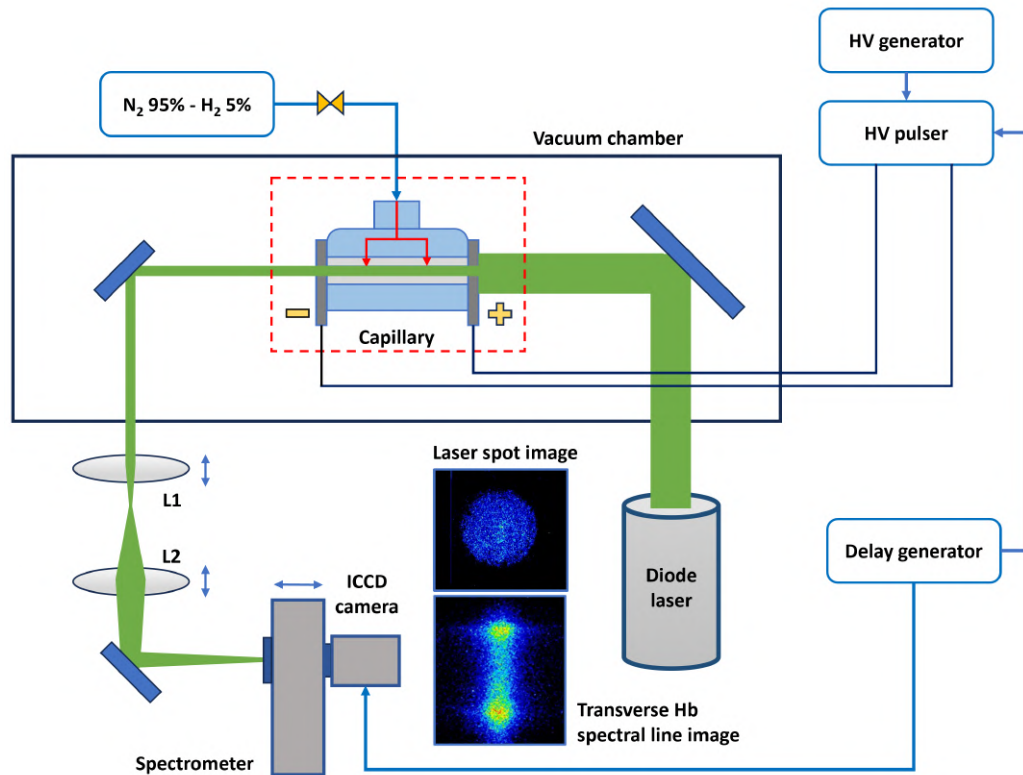 HV generator
N₂ 95% - H₂ 5%
HV pulser
Vacuum chamber
Capillary
Laser spot image
L1
L2
ICCD
camera
Delay generator
Diode
laser
Transverse Hb
spectral line image
Spectrometer